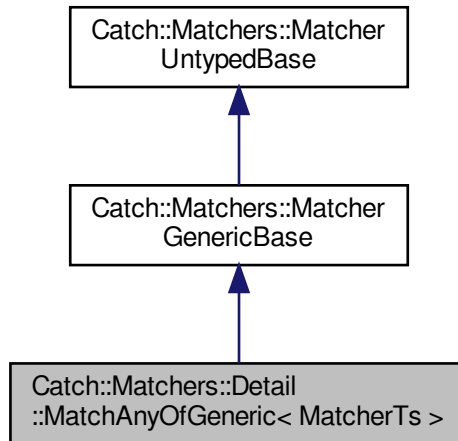 Catch::Matchers::Matcher
UntypedBase
Catch::Matchers::Matcher
GenericBase
Catch::Matchers::Detail
::MatchAnyOfGeneric< MatcherTs >